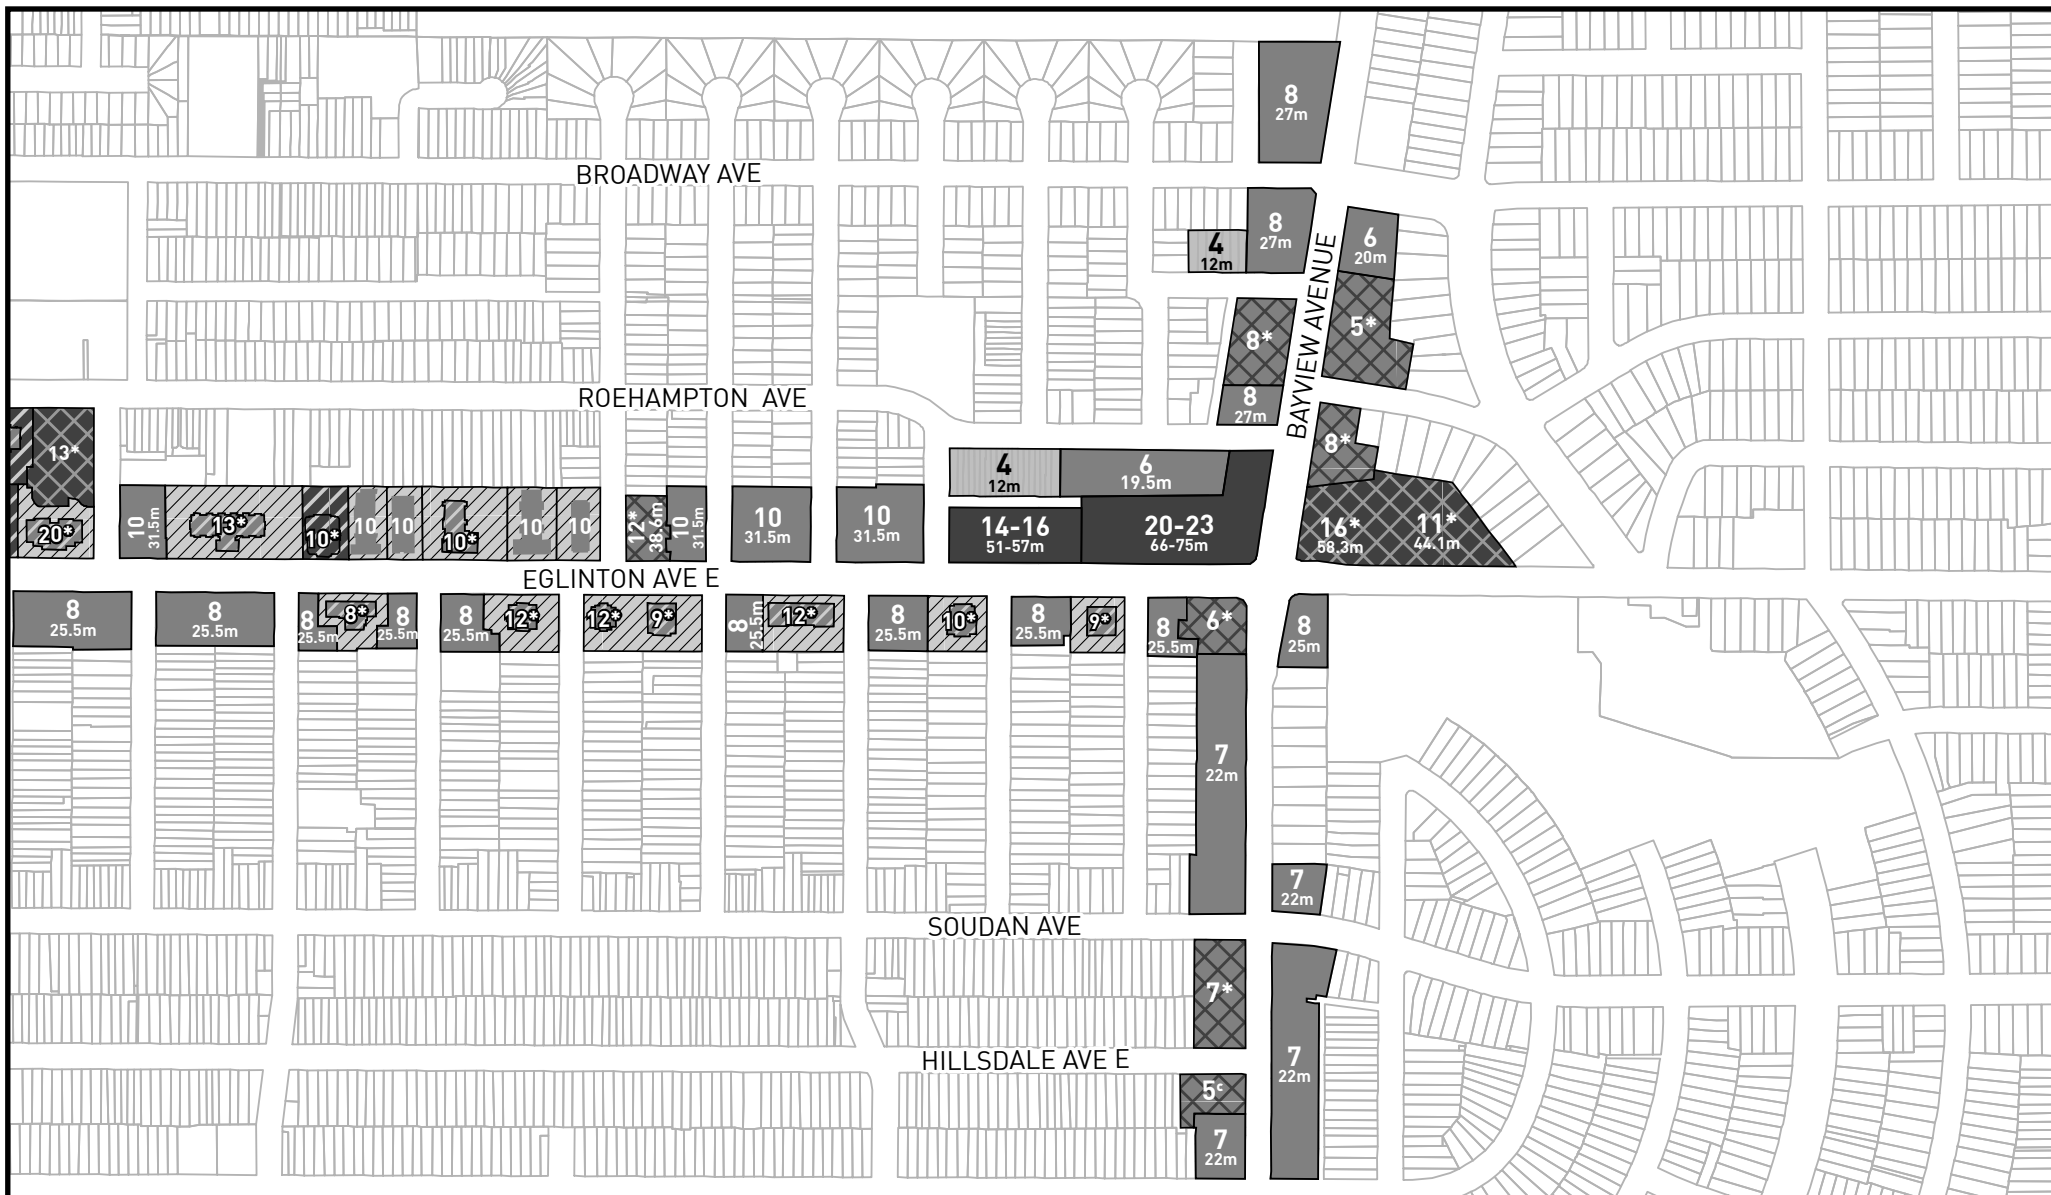 8
27m
BROADWAY AVE
8
27m
6
20m
4
12m
BAYVIEW AVENUE
5*
8*
ROEHAMPTON AVE
8
27m
8*
13*
4
12m
6
19.5m
20*
10
31.5m
13*
10*
10
10
10*
10
10
12*
38.6m
10
31.5m
10
31.5m
10
31.5m
14-16
51-57m
20-23
66-75m
16*
58.3m
11*
44.1m
EGLINTON AVE E
8
25.5m
8
25.5m
8
25.5m
8*
8
25.5m
8
25.5m
12*
12*
9*
8
25.5m
12*
8
25.5m
10*
8
25.5m
9*
8
25.5m
6*
8
25m
7
22m
7
22m
SOUDAN AVE
7*
HILLSDALE AVE E
7
22m
5c
7
22m